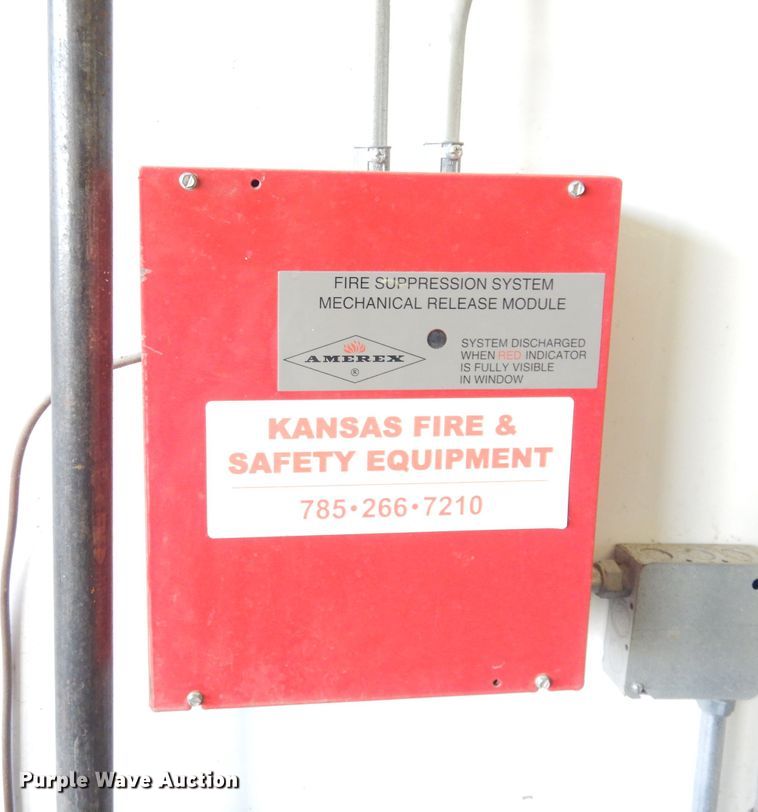 FIRE SUPPRESSION SYSTEM
MECHANICAL RELEASE MODULE
AMEREX
®
SYSTEM DISCHARGED
WHEN RED INDICATOR
IS FULLY VISIBLE
IN WINDOW
KANSAS FIRE &
SAFETY EQUIPMENT
785•266•7210
Purple Wave Auction